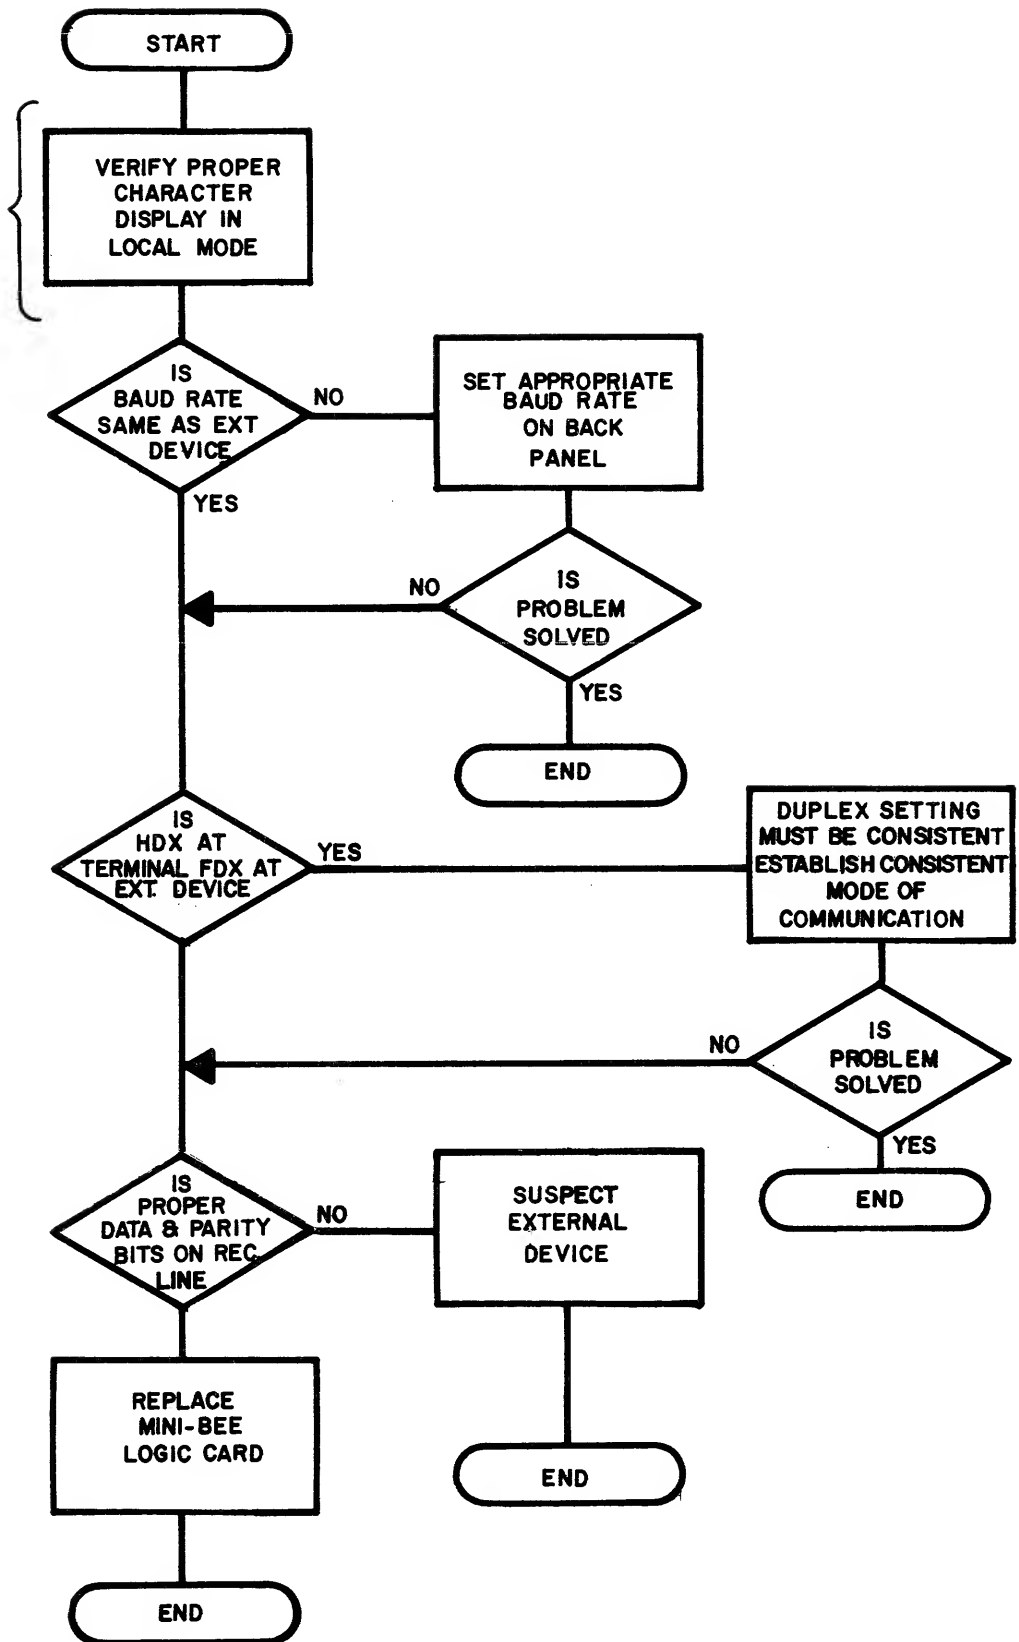 START
VERIFY PROPER
CHARACTER
DISPLAY IN
LOCAL MODE
IS
BAUD RATE
SAME AS EXT
DEVICE
NO
YES
SET APPROPRIATE
BAUD RATE
ON BACK
PANEL
IS
PROBLEM
SOLVED
NO
YES
END
IS
HDX AT
TERMINAL FDX AT
EXT. DEVICE
YES
DUPLEX SETTING
MUST BE CONSISTENT
ESTABLISH CONSISTENT
MODE OF
COMMUNICATION
IS
PROBLEM
SOLVED
NO
YES
END
IS
PROPER
DATA & PARITY
BITS ON REC.
LINE
NO
SUSPECT
EXTERNAL
DEVICE
END
REPLACE
MINI-BEE
LOGIC CARD
END